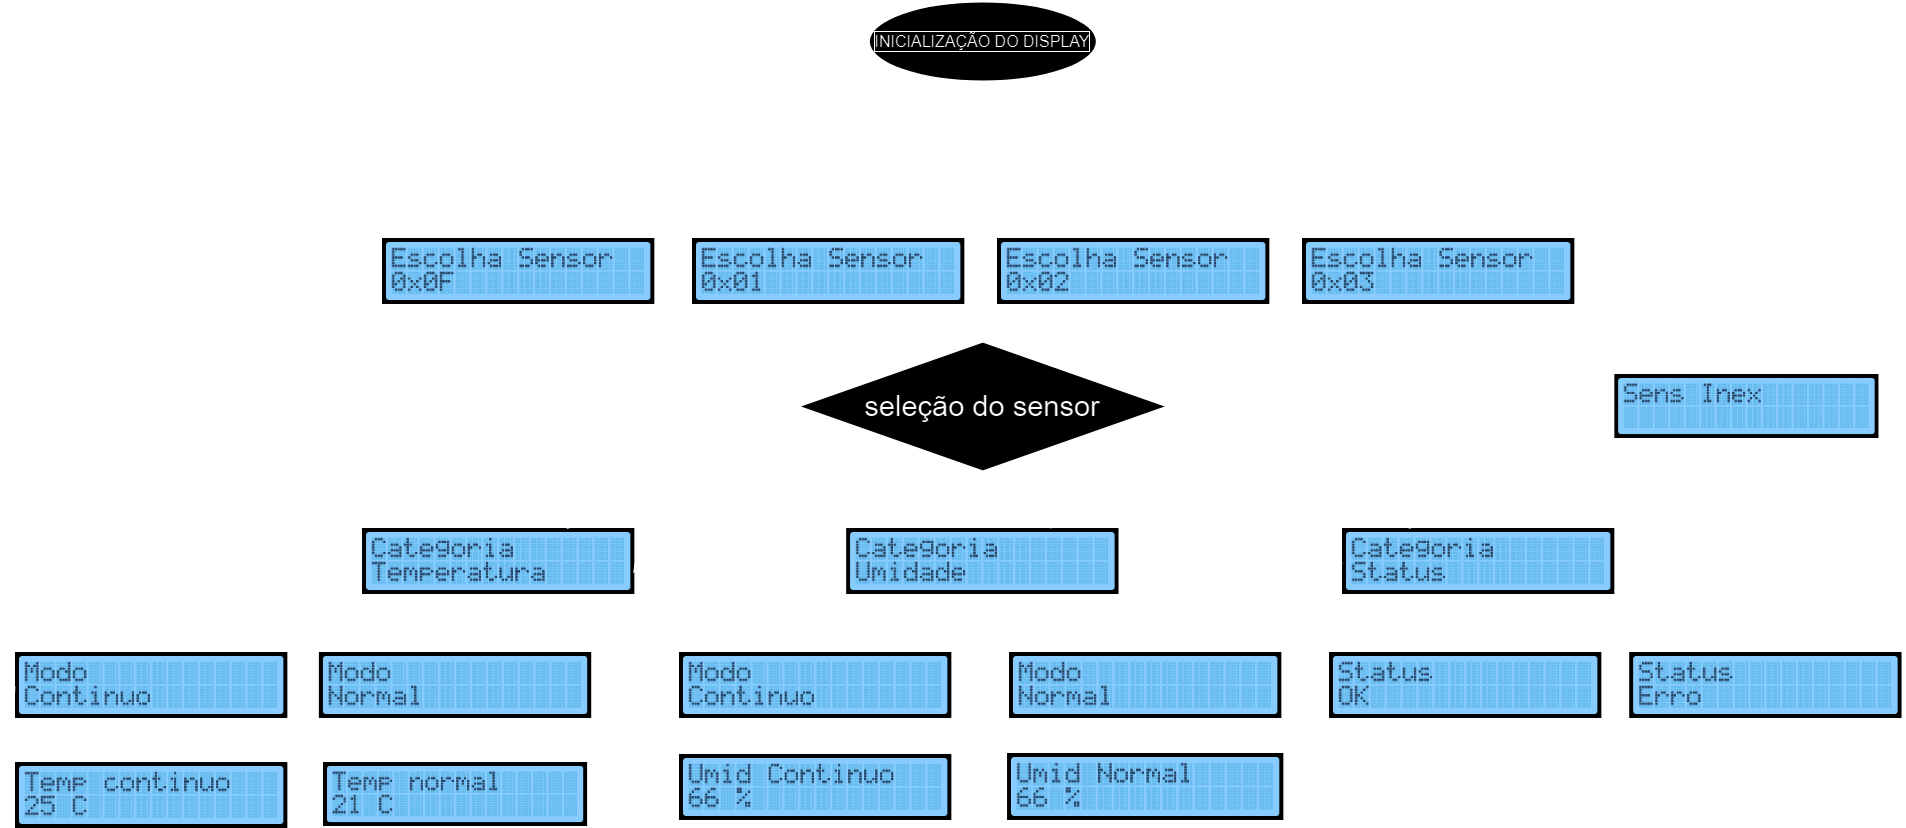 INICIALIZAÇÃO DO DISPLAY
Escolha Sensor
0x0F
Escolha Sensor
0x01
Escolha Sensor
0x02
Escolha Sensor
0x03
seleção do sensor
Sens Inex
Categoria
Temperatura
Categoria
Umidade
Categoria
Status
Modo
Continuo
Modo
Normal
Modo
Continuo
Modo
Normal
Status
OK
Status
Erro
Temp continuo
25 C
Temp normal
21 C
Umid Continuo
66 %
Umid Normal
66 %